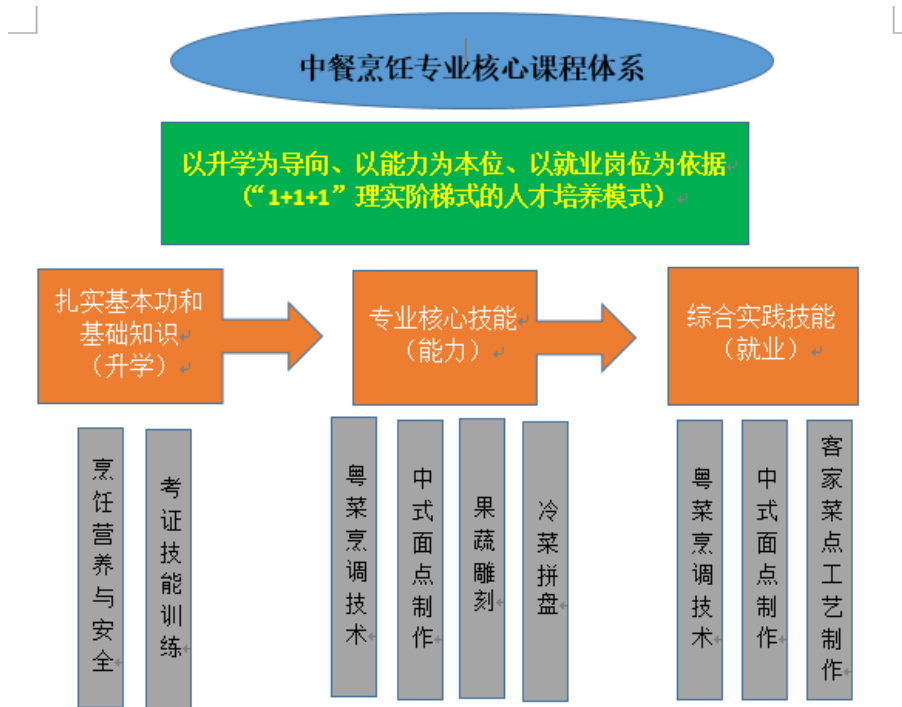 中餐烹饪专业核心课程体系
以升学为导向、以能力为本位、以就业岗位为依据
（“1+1+1”理实阶梯式的人才培养模式）
扎实基本功和
基础知识
（升学）
专业核心技能
（能力）
综合实践技能
（就业）
烹饪营养与安全
考证技能训练
粤菜烹调技术
中式面点制作
果蔬雕刻
冷菜拼盘
粤菜烹调技术
中式面点制作
客家菜点工艺制作